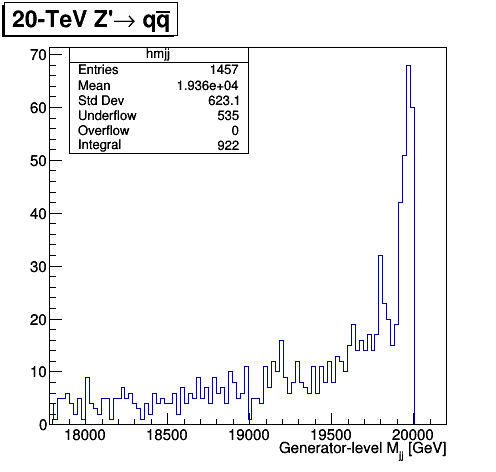 20-TeV Z'→ qq̅
hmjj
Entries 1457
Mean 1.936e+04
Std Dev 623.1
Underflow 535
Overflow 0
Integral 922
70
60
50
40
30
20
10
0
18000 18500 19000 19500 20000
Generator-level Mjj [GeV]